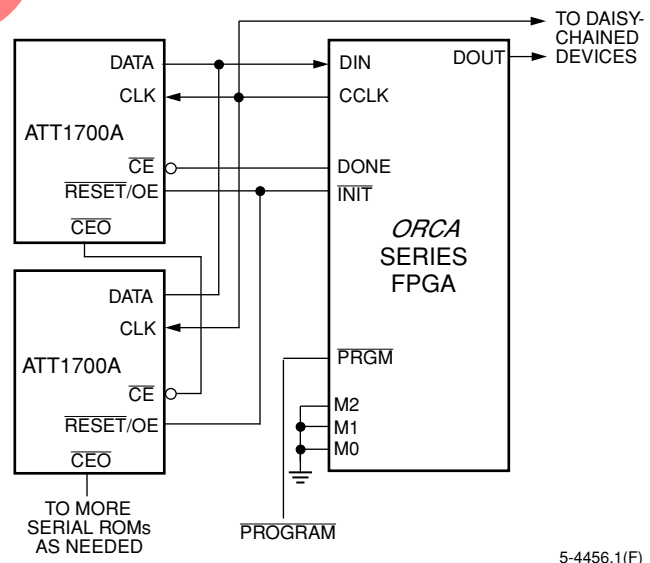 TO DAISY-
CHAINED
DEVICES
DATA
CLK
ATT1700A
CE
RESET/OE
CEO
DIN
DOUT
CCLK
DONE
INIT
ORCA
SERIES
FPGA
PRGM
M2
M1
M0
DATA
CLK
ATT1700A
CE
RESET/OE
CEO
TO MORE
SERIAL ROMs
AS NEEDED
PROGRAM
5-4456.1(F)